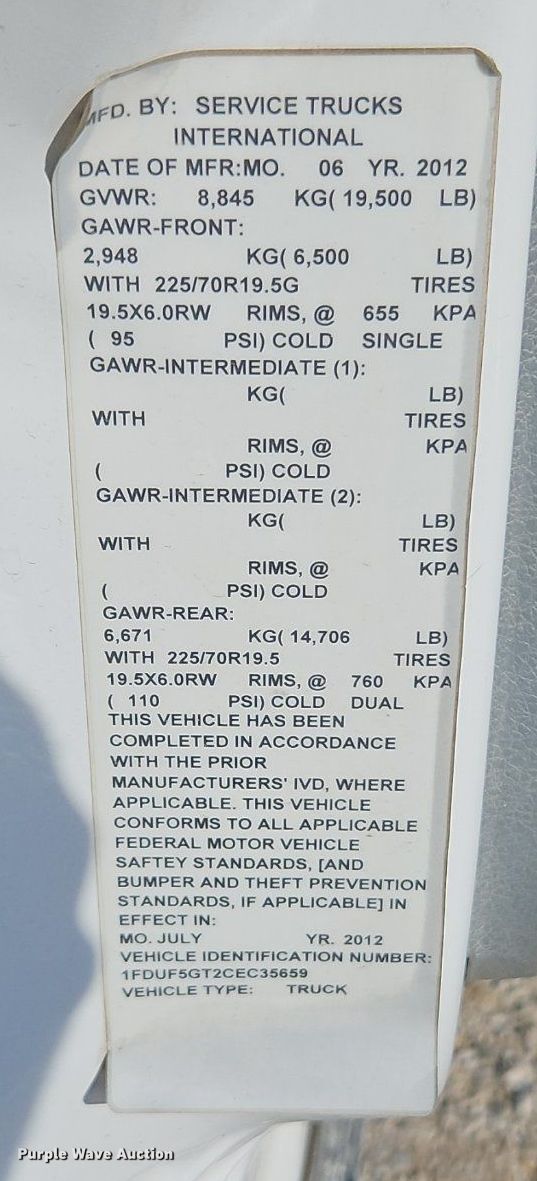 MFD. BY: SERVICE TRUCKS
INTERNATIONAL
DATE OF MFR:MO. 06 YR. 2012
GVWR: 8,845 KG( 19,500 LB)
GAWR-FRONT:
2,948 KG( 6,500 LB)
WITH 225/70R19.5G TIRES
19.5X6.0RW RIMS, @ 655 KPA
( 95 PSI) COLD SINGLE
GAWR-INTERMEDIATE (1):
KG( LB)
WITH TIRES
RIMS, @ KPA
( PSI) COLD
GAWR-INTERMEDIATE (2):
KG( LB)
WITH TIRES
RIMS, @ KPA
( PSI) COLD
GAWR-REAR:
6,671 KG( 14,706 LB)
WITH 225/70R19.5 TIRES
19.5X6.0RW RIMS, @ 760 KPA
( 110 PSI) COLD DUAL
THIS VEHICLE HAS BEEN
COMPLETED IN ACCORDANCE
WITH THE PRIOR
MANUFACTURERS' IVD, WHERE
APPLICABLE. THIS VEHICLE
CONFORMS TO ALL APPLICABLE
FEDERAL MOTOR VEHICLE
SAFTEY STANDARDS, [AND
BUMPER AND THEFT PREVENTION
STANDARDS, IF APPLICABLE] IN
EFFECT IN:
MO. JULY YR. 2012
VEHICLE IDENTIFICATION NUMBER:
1FDUF5GT2CEC35659
VEHICLE TYPE: TRUCK
Purple Wave Auction